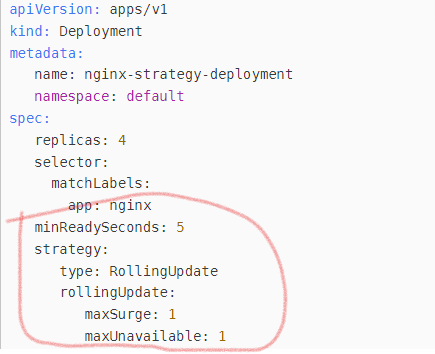 apiVersion: apps/v1
kind: Deployment
metadata:
name: nginx-strategy-deployment
namespace: default
spec:
replicas: 4
selector:
matchLabels:
app: nginx
minReadySeconds: 5
strategy:
type: RollingUpdate
rollingUpdate:
maxSurge: 1
maxUnavailable: 1